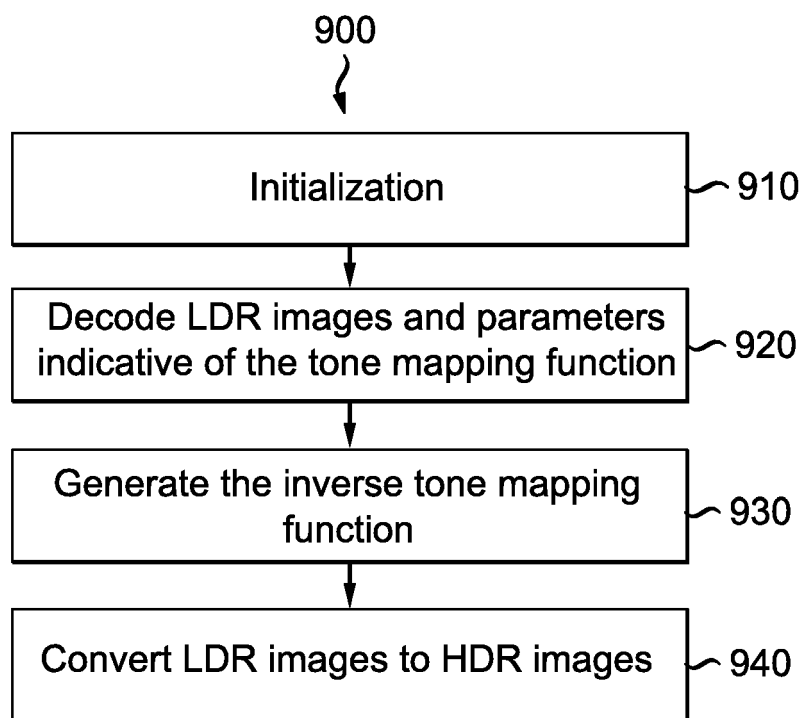 900
Initialization
910
Decode LDR images and parameters
indicative of the tone mapping function
920
Generate the inverse tone mapping
function
930
Convert LDR images to HDR images
940